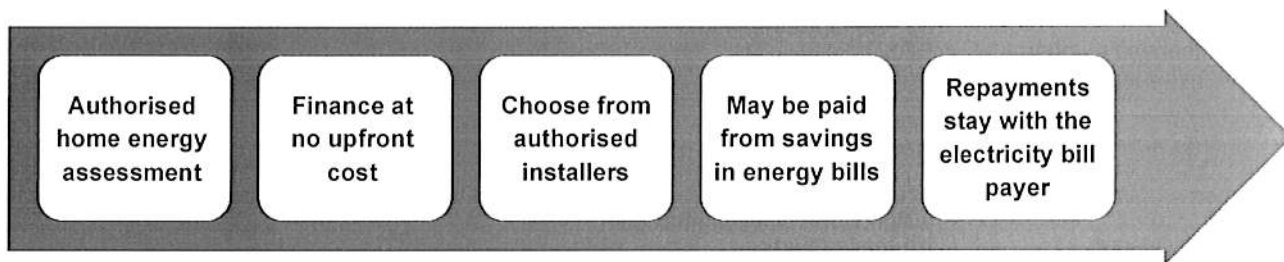 Authorised
home energy
assessment
Finance at
no upfront
cost
Choose from
authorised
installers
May be paid
from savings
in energy bills
Repayments
stay with the
electricity bill
payer